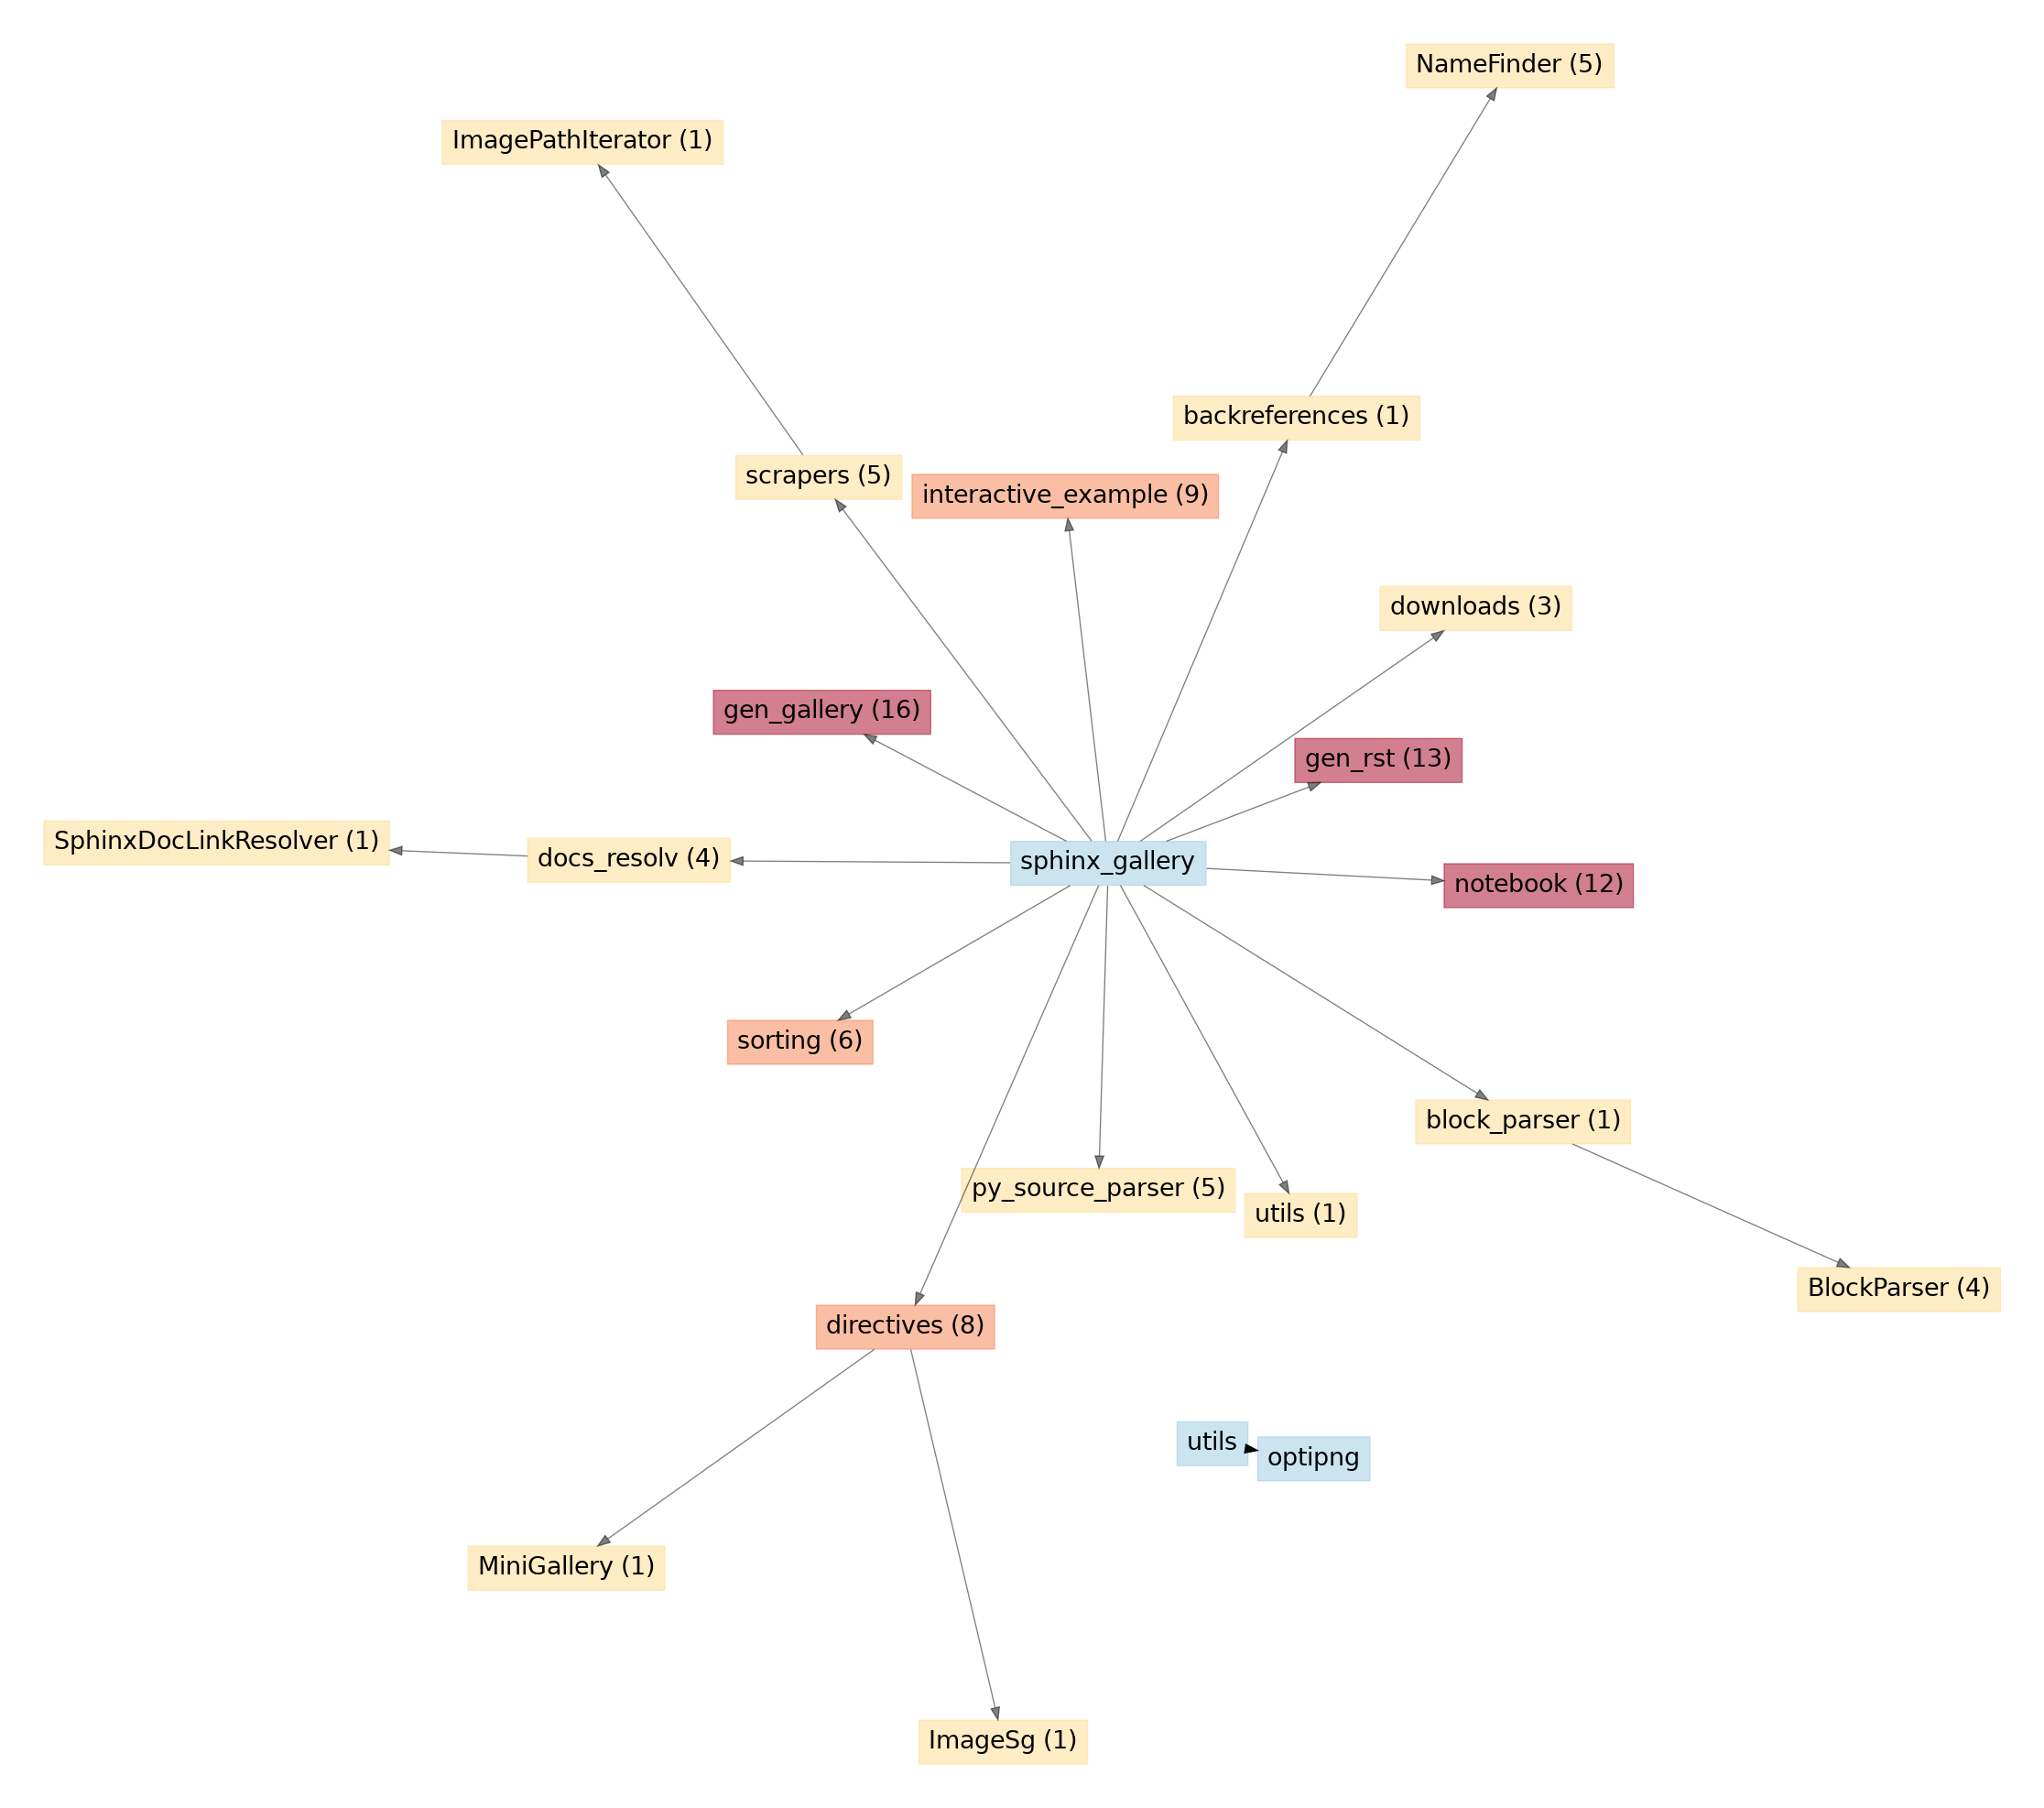 NameFinder (5)
ImagePathIterator (1)
backreferences (1)
scrapers (5)
interactive_example (9)
downloads (3)
gen_gallery (16)
gen_rst (13)
SphinxDocLinkResolver (1)
docs_resolv (4)
sphinx_gallery
notebook (12)
sorting (6)
block_parser (1)
py_source_parser (5)
utils (1)
BlockParser (4)
directives (8)
utils
optipng
MiniGallery (1)
ImageSg (1)